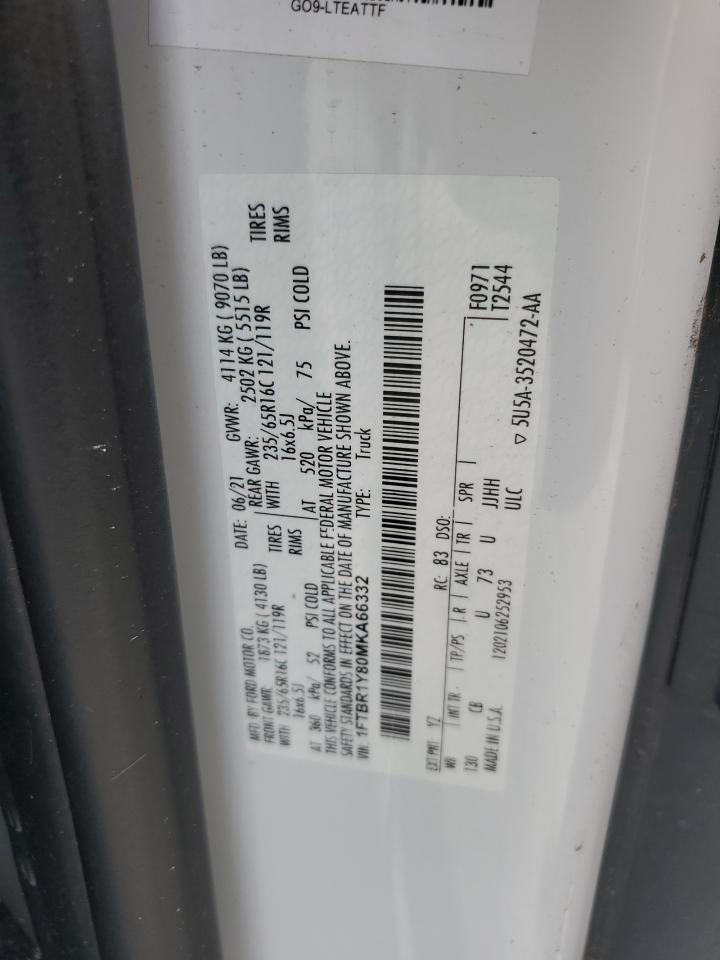 GO9-LTEATTF
MFD. BY FORD MOTOR CO.
DATE: 06/21 GVWR: 4114 KG ( 9070 LB)
FRONT GAWR: 1873 KG ( 4130 LB) REAR GAWR: 2502 KG ( 5515 LB)
WITH 235/65R16C 121/119R TIRES WITH 235/65R16C 121/119R TIRES
16x6.5J RIMS 16x6.5J RIMS
AT 360 kPa/ 52 PSI COLD AT 520 kPa/ 75 PSI COLD
THIS VEHICLE CONFORMS TO ALL APPLICABLE FEDERAL MOTOR VEHICLE
SAFETY STANDARDS IN EFFECT ON THE DATE OF MANUFACTURE SHOWN ABOVE.
VIN: 1FTBR1Y80MKA66332 TYPE: Truck
EXT PNT: YZ RC: 83 DSO: F0971
WB INT TR. TP/PS R AXLE TR SPR T2544
130 CB U 73 U JJHH
MADE IN U.S.A. 1202106252953 ULC ▽ 5U5A-3520472-AA